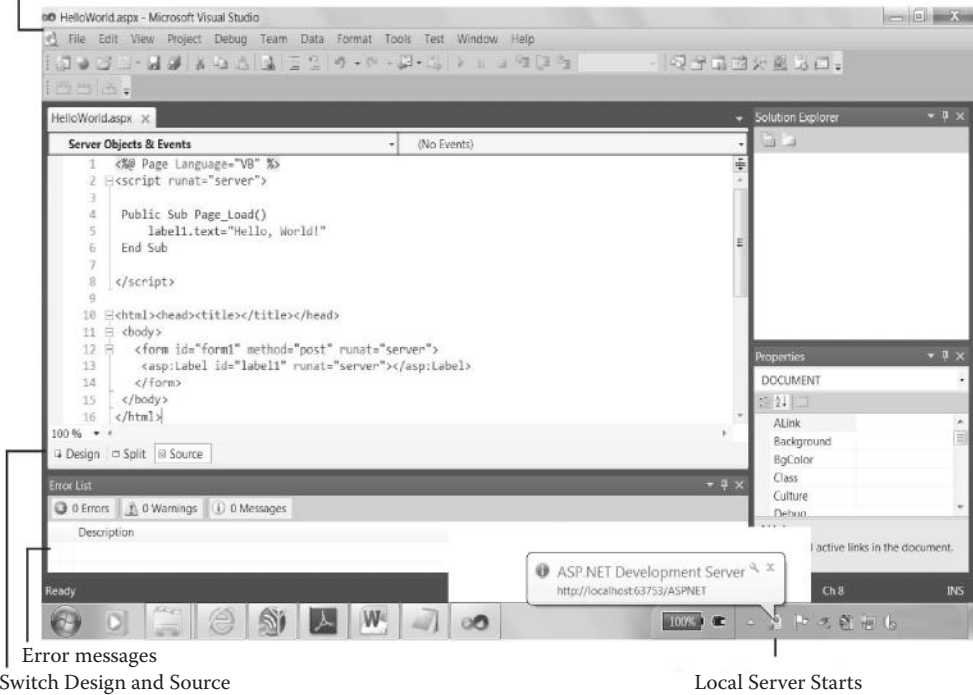 HelloWorld.aspx - Microsoft Visual Studio
File Edit View Project Debug Team Data Format Tools Test Window Help
HelloWorld.aspx
Solution Explorer
Server Objects & Events
(No Events)
1 <%@ Page Language="VB" %>
2 <script runat="server">
3
4 Public Sub Page_Load()
5 label1.text="Hello, World!"
6 End Sub
7
8 </script>
9
10 <html><head><title></title></head>
11 <body>
12 <form id="form1" method="post" runat="server">
13 <asp:Label id="label1" runat="server"></asp:Label>
14 </form>
15 </body>
16 </html>
100 %
Design Split Source
Properties
DOCUMENT
ALink
Background
BgColor
Class
Culture
Debug
active links in the document.
Error List
0 Errors 0 Warnings 0 Messages
Description
ASP.NET Development Server
http://localhost:63753/ASPNET
Ready
Ch 8
INS
100%
Error messages
Switch Design and Source
Local Server Starts